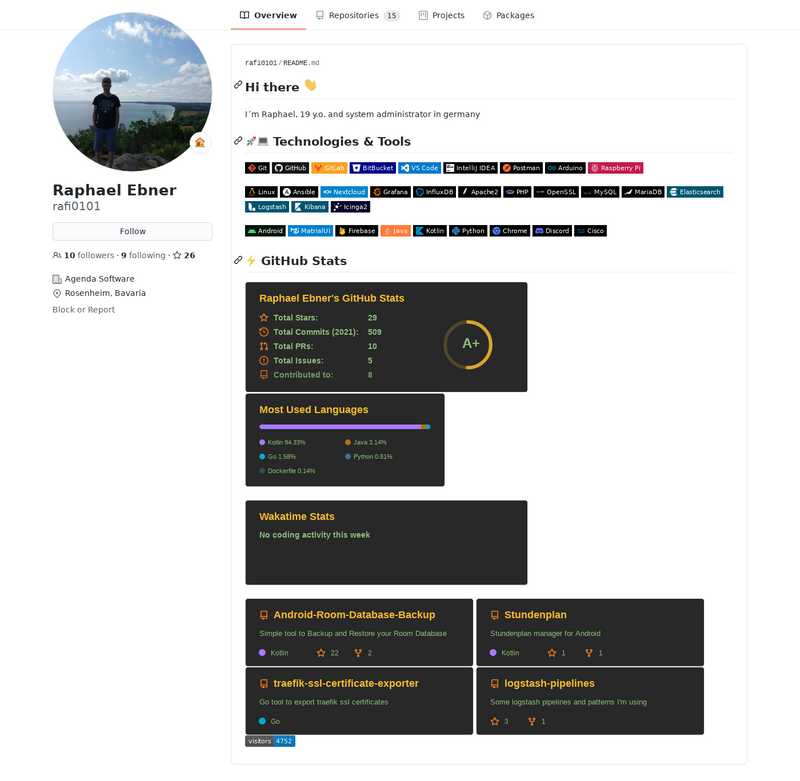 Overview Repositories 15 Projects Packages
Raphael Ebner
rafi0101
Follow
10 followers · 9 following · 26
Agenda Software
Rosenheim, Bavaria
Block or Report
rafi0101/README.md
Hi there 👋
I´m Raphael, 19 y.o. and system administrator in germany
🚀💻 Technologies & Tools
Git GitHub GitLab BitBucket VS Code IntelliJ IDEA Postman Arduino Raspberry Pi
Linux Ansible Nextcloud Grafana InfluxDB Apache2 PHP OpenSSL MySQL MariaDB Elasticsearch
Logstash Kibana Icinga2
Android MatrialUI Firebase Java Kotlin Python Chrome Discord Cisco
⚡ GitHub Stats
Raphael Ebner's GitHub Stats
Total Stars: 29
Total Commits (2021): 509
Total PRs: 10
Total Issues: 5
Contributed to: 8
A+
Most Used Languages
Kotlin 94.33% Java 3.14%
Go 1.58% Python 0.81%
Dockerfile 0.14%
Wakatime Stats
No coding activity this week
Android-Room-Database-Backup
Simple tool to Backup and Restore your Room Database
Kotlin 22 2
Stundenplan
Stundenplan manager for Android
Kotlin 1 1
traefik-ssl-certificate-exporter
Go tool to export traefik ssl certificates
Go
logstash-pipelines
Some logstash pipelines and patterns I'm using
3 1
visitors 4752